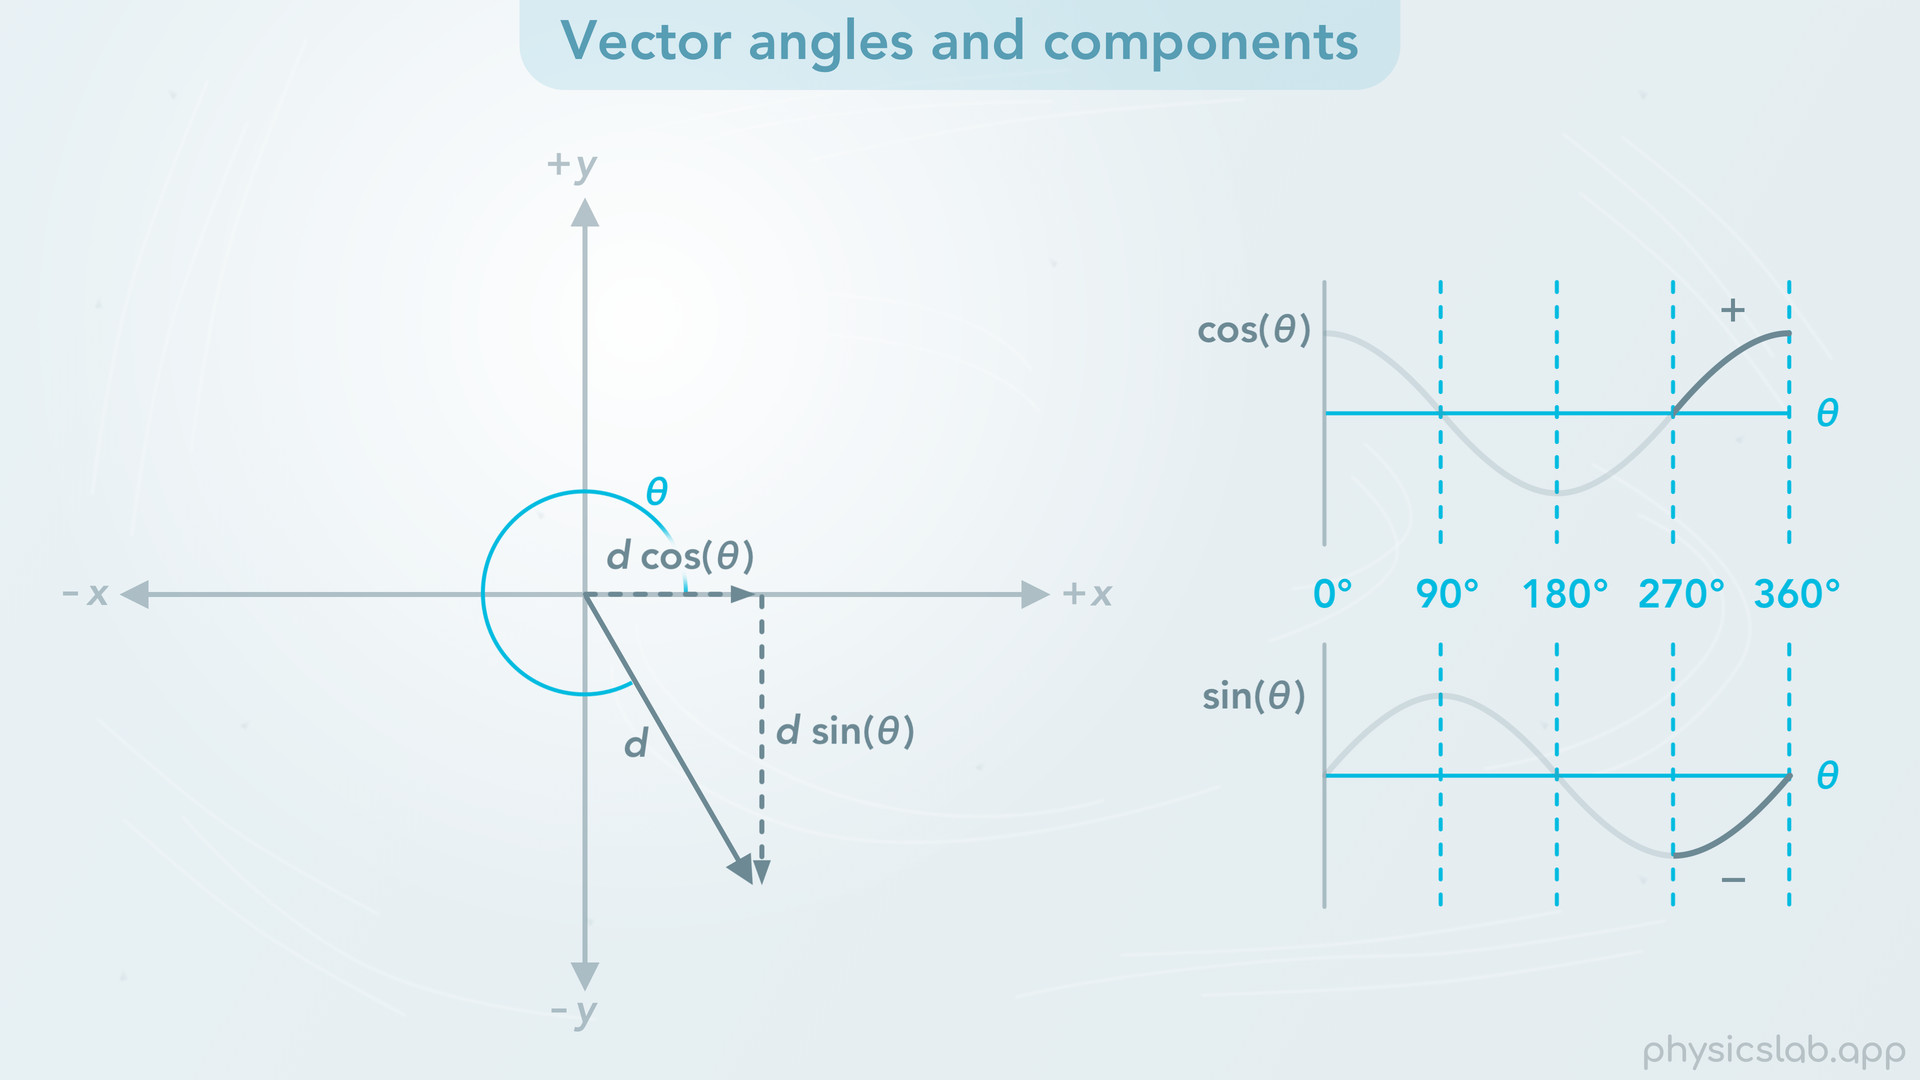 Vector angles and components
+y
θ
d cos(θ)
-x
+x
d
d sin(θ)
-y
cos(θ)
+
θ
0° 90° 180° 270° 360°
sin(θ)
θ
−
physicslab.app